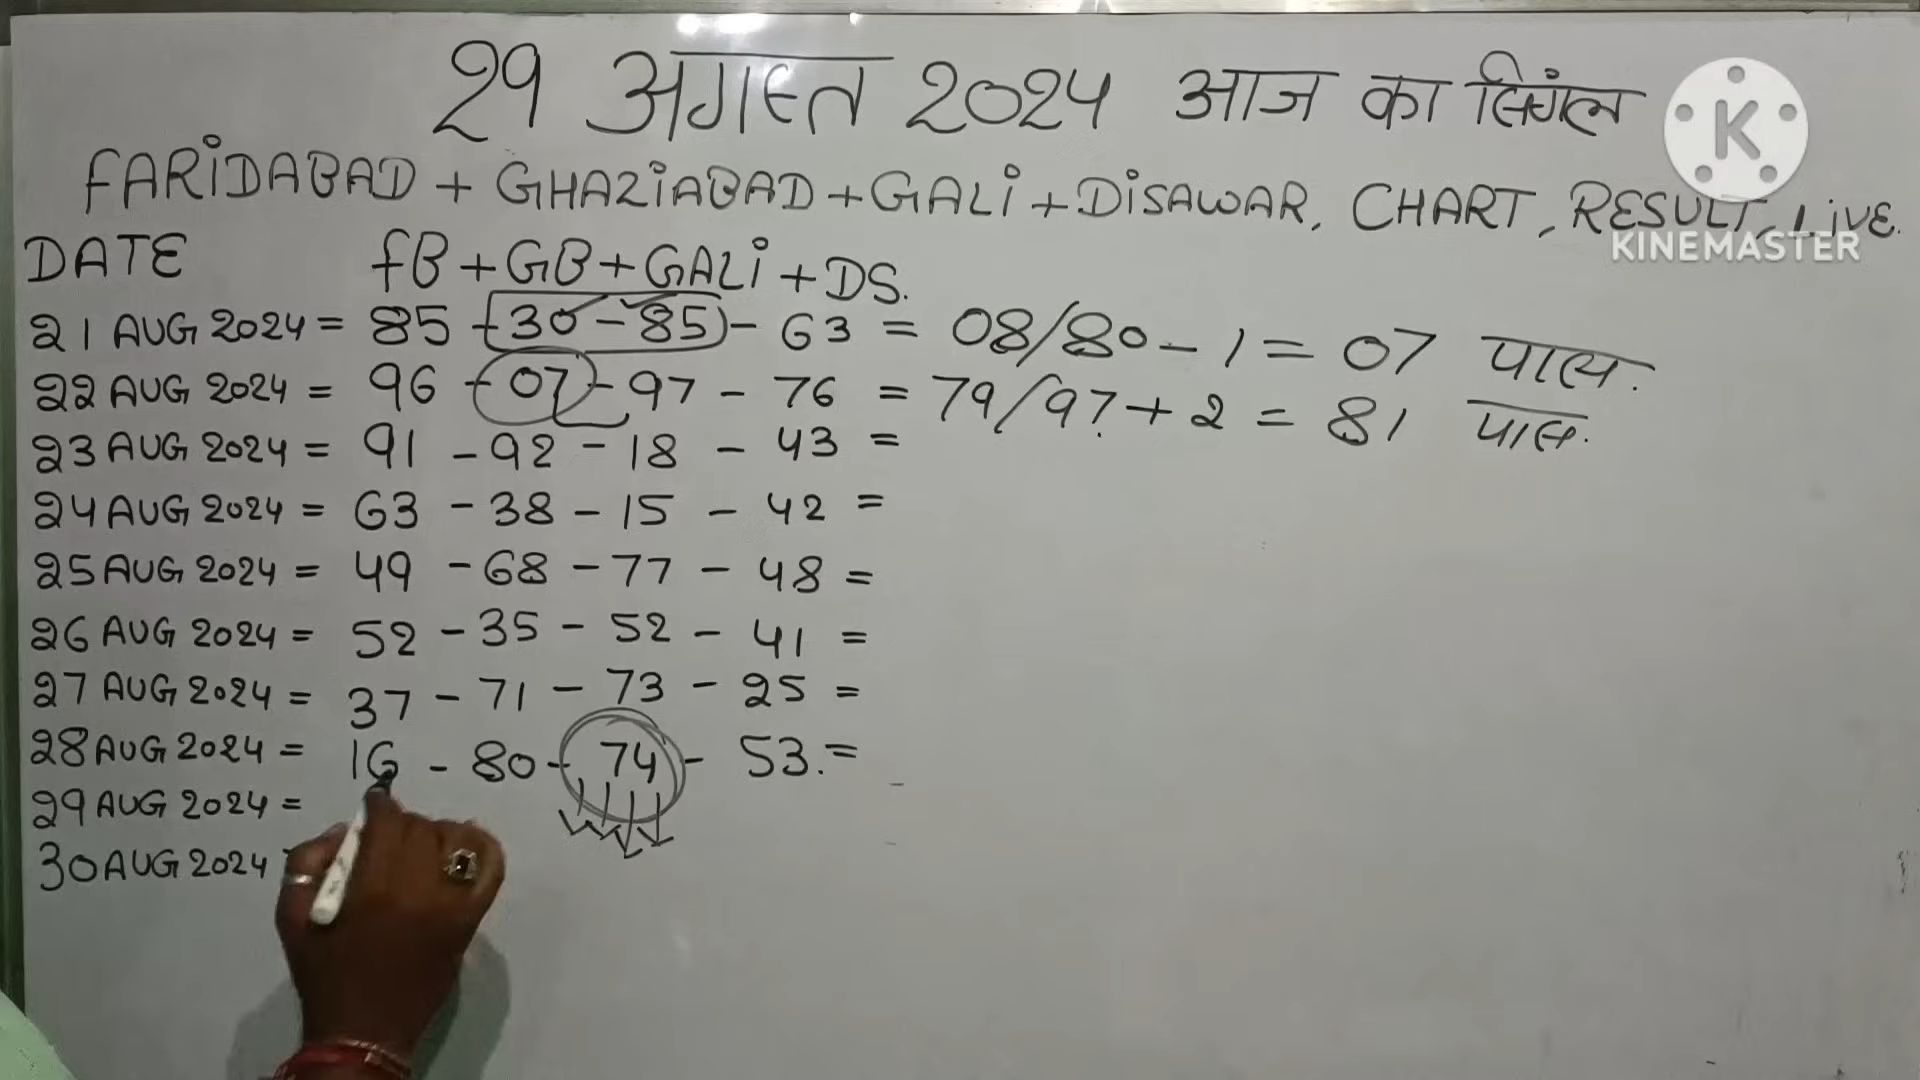 29 अगस्त 2024 आज का सिंगल
FARIDABAD + GHAZIABAD + GALI + DISAWAR, CHART, RESULT, LIVE.
K
KINEMASTER
DATE FB + GB + GALI + DS.
21 AUG 2024 = 85 - 30 - 85 - 63 = 08/80 - 1 = 07 पास.
22 AUG 2024 = 96 - 07 - 97 - 76 = 79/97 + 2 = 81 पास.
23 AUG 2024 = 91 - 92 - 18 - 43 =
24 AUG 2024 = 63 - 38 - 15 - 42 =
25 AUG 2024 = 49 - 68 - 77 - 48 =
26 AUG 2024 = 52 - 35 - 52 - 41 =
27 AUG 2024 = 37 - 71 - 73 - 25 =
28 AUG 2024 = 16 - 80 - 74 - 53. =
29 AUG 2024 =
30 AUG 2024